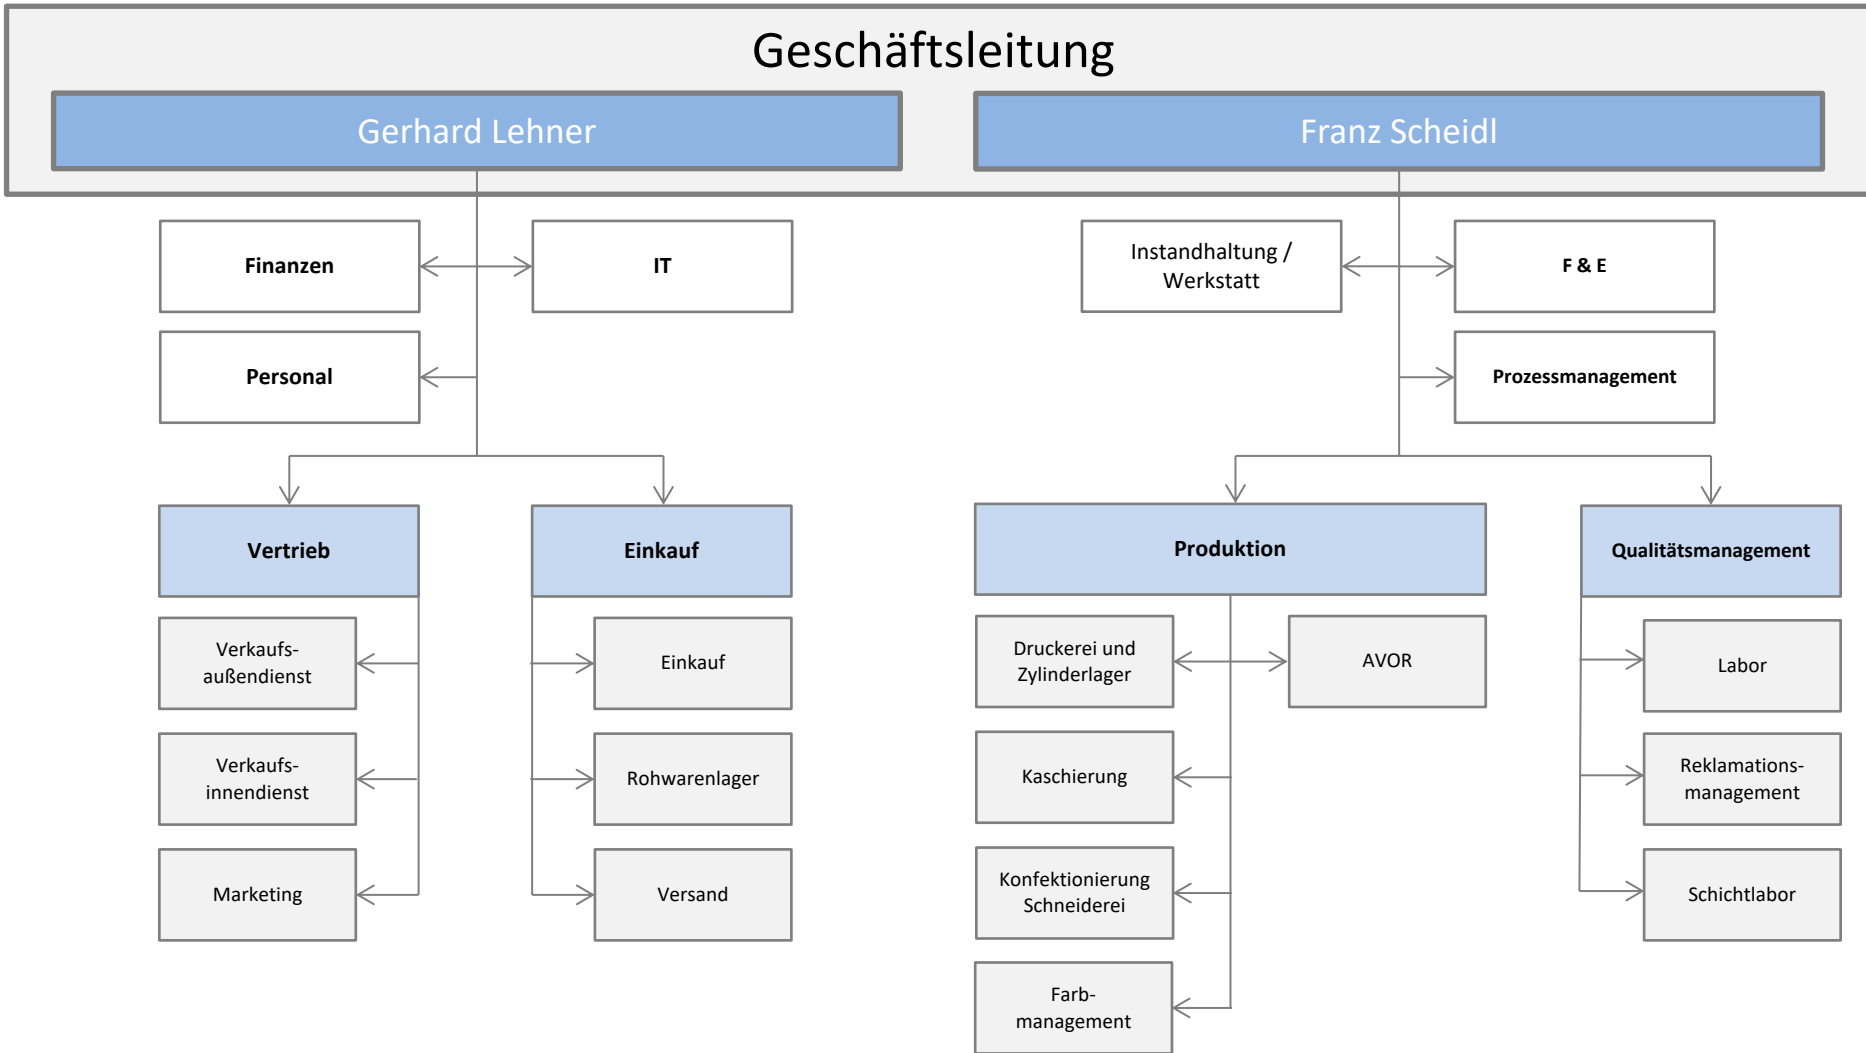 Geschäftsleitung
Gerhard Lehner
Franz Scheidl
Finanzen
IT
Instandhaltung /
Werkstatt
F & E
Personal
Prozessmanagement
Vertrieb
Einkauf
Produktion
Qualitätsmanagement
Verkaufs-
außendienst
Einkauf
Druckerei und
Zylinderlager
AVOR
Labor
Verkaufs-
innendienst
Rohwarenlager
Kaschierung
Reklamations-
management
Marketing
Versand
Konfektionierung
Schneiderei
Schichtlabor
Farb-
management